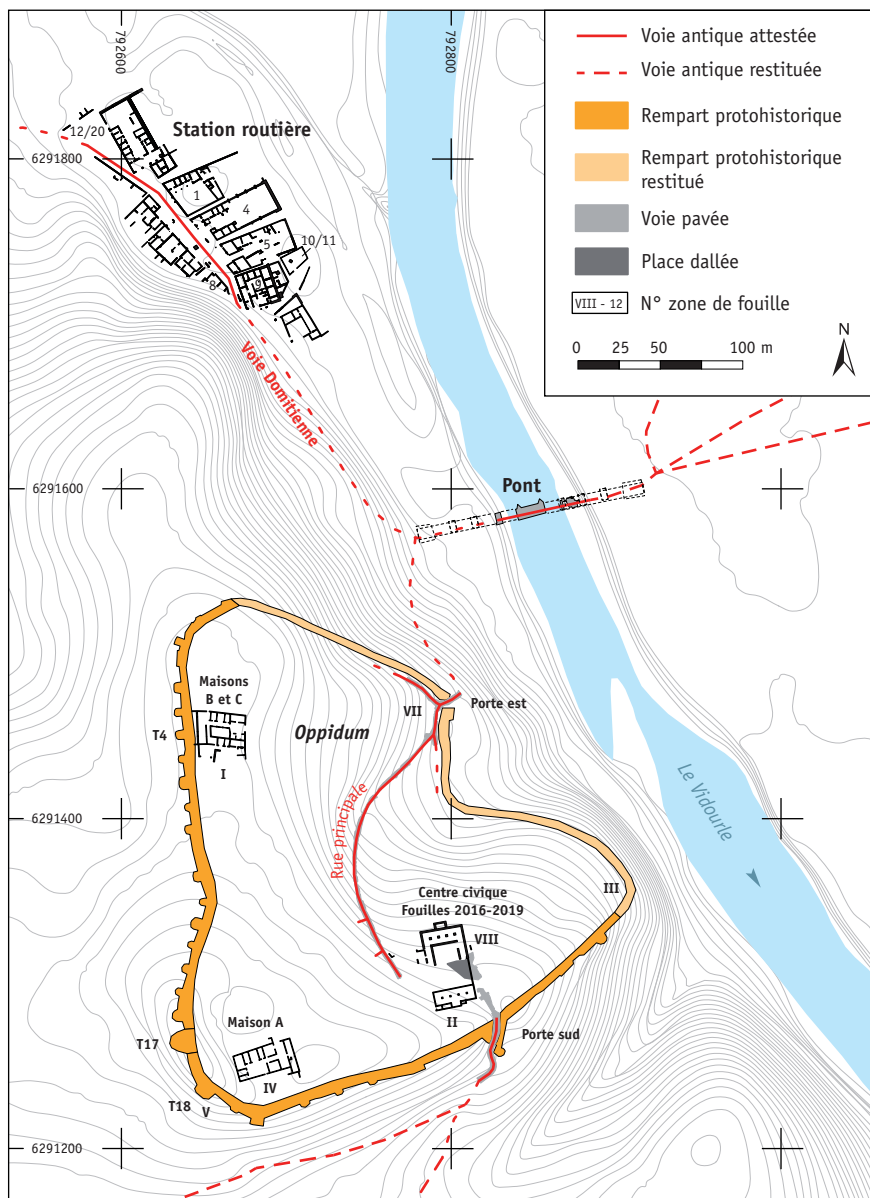 792600
792800
Voie antique attestée
Voie antique restituée
Rempart protohistorique
Rempart protohistorique
restitué
Voie pavée
Place dallée
VIII - 12
N° zone de fouille
0 25 50 100 m
N
12/20
Station routière
6291800
1
4
5
10/11
8
9
Voie Domitienne
6291600
Pont
Maisons
B et C
VII
Porte est
T4
Oppidum
I
6291400
Rue principale
Le Vidourle
Centre civique
Fouilles 2016-2019
III
VIII
II
Maison A
Porte sud
T17
IV
T18
V
6291200